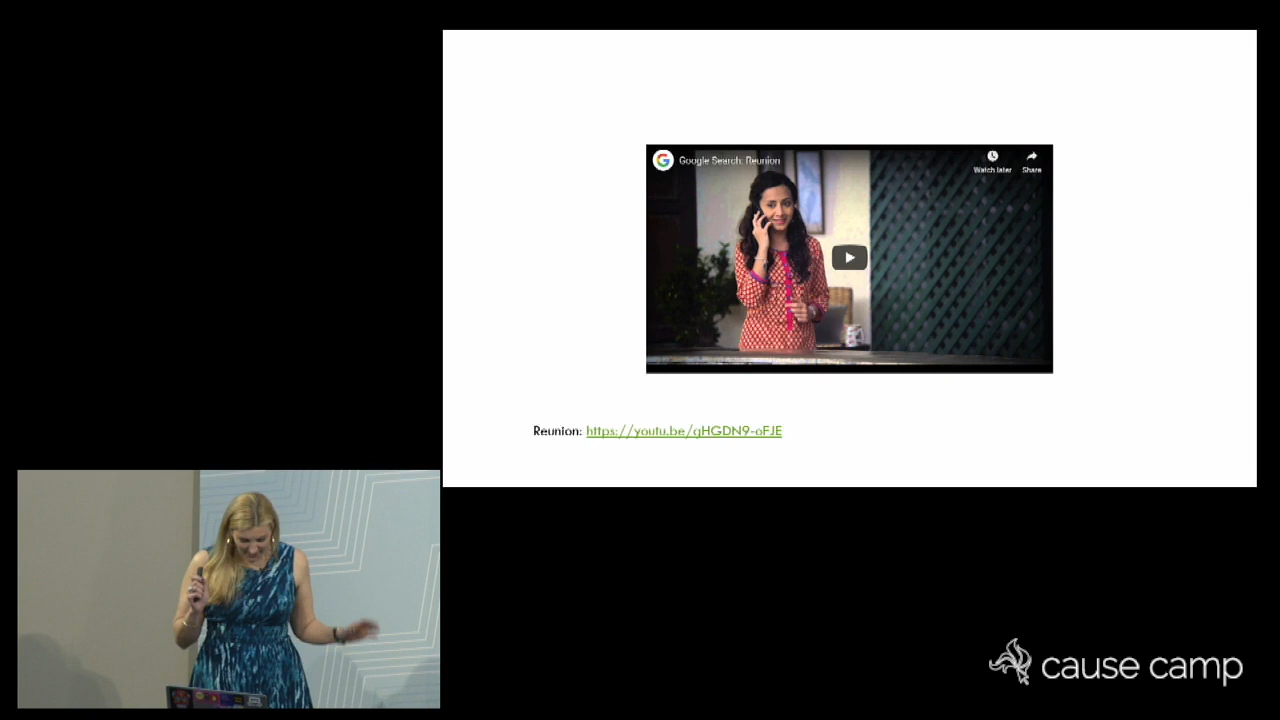 Google Search: Reunion
Watch later
Share
Reunion: https://youtu.be/gHGDN9-oFJE
cause camp